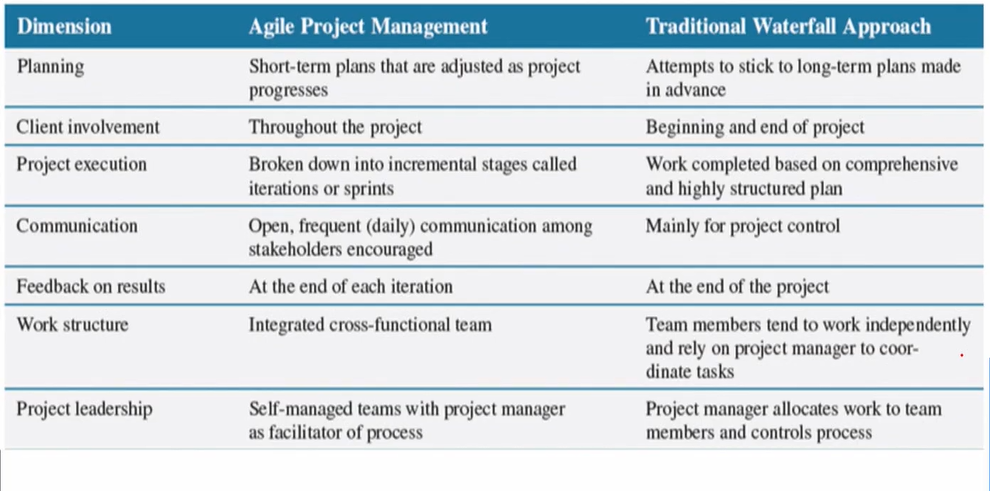 Dimension Agile Project Management Traditional Waterfall Approach
Planning Short-term plans that are adjusted as project Attempts to stick to long-term plans made
progresses in advance
Client involvement Throughout the project Beginning and end of project
Project execution Broken down into incremental stages called Work completed based on comprehensive
iterations or sprints and highly structured plan
Communication Open, frequent (daily) communication among Mainly for project control
stakeholders encouraged
Feedback on results At the end of each iteration At the end of the project
Work structure Integrated cross-functional team Team members tend to work independently
and rely on project manager to coor-
dinate tasks
Project leadership Self-managed teams with project manager Project manager allocates work to team
as facilitator of process members and controls process